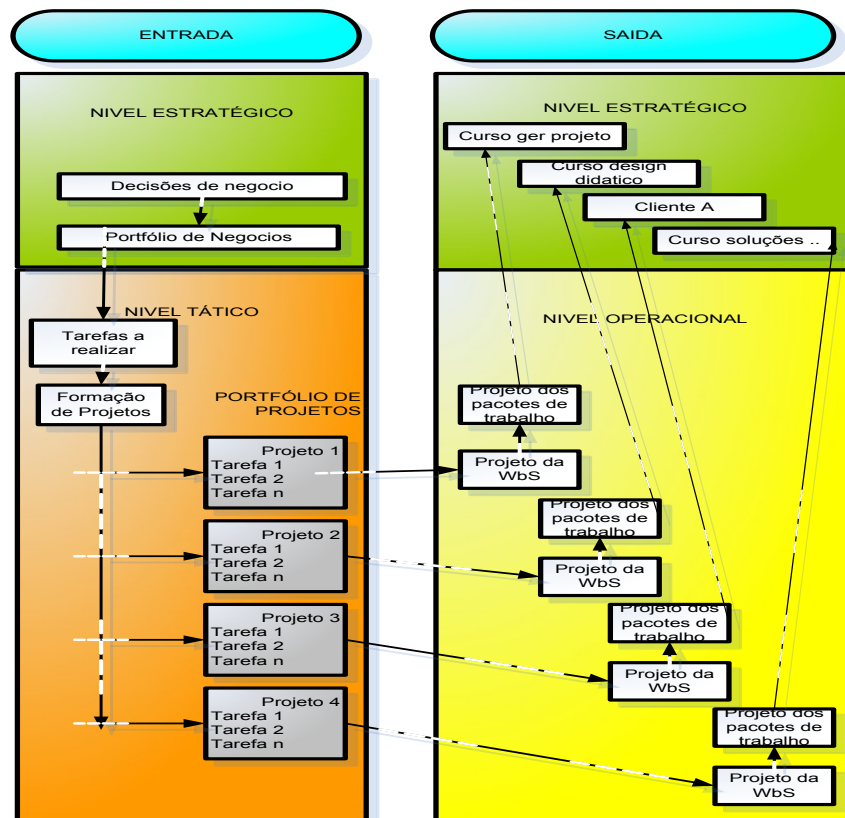 ENTRADA
NIVEL ESTRATÉGICO
Decisões de negocio
Portfólio de Negocios
NIVEL TÁTICO
Tarefas a
realizar
Formação
de Projetos
PORTFÓLIO DE
PROJETOS
Projeto 1
Tarefa 1
Tarefa 2
Tarefa n
Projeto 2
Tarefa 1
Tarefa 2
Tarefa n
Projeto 3
Tarefa 1
Tarefa 2
Tarefa n
Projeto 4
Tarefa 1
Tarefa 2
Tarefa n
SAIDA
NIVEL ESTRATÉGICO
Curso ger projeto
Curso design
didatico
Cliente A
Curso soluções ..
NIVEL OPERACIONAL
Projeto dos
pacotes de
trabalho
Projeto da
WbS
Projeto dos
pacotes de
trabalho
Projeto da
WbS
Projeto dos
pacotes de
trabalho
Projeto da
WbS
Projeto dos
pacotes de
trabalho
Projeto da
WbS